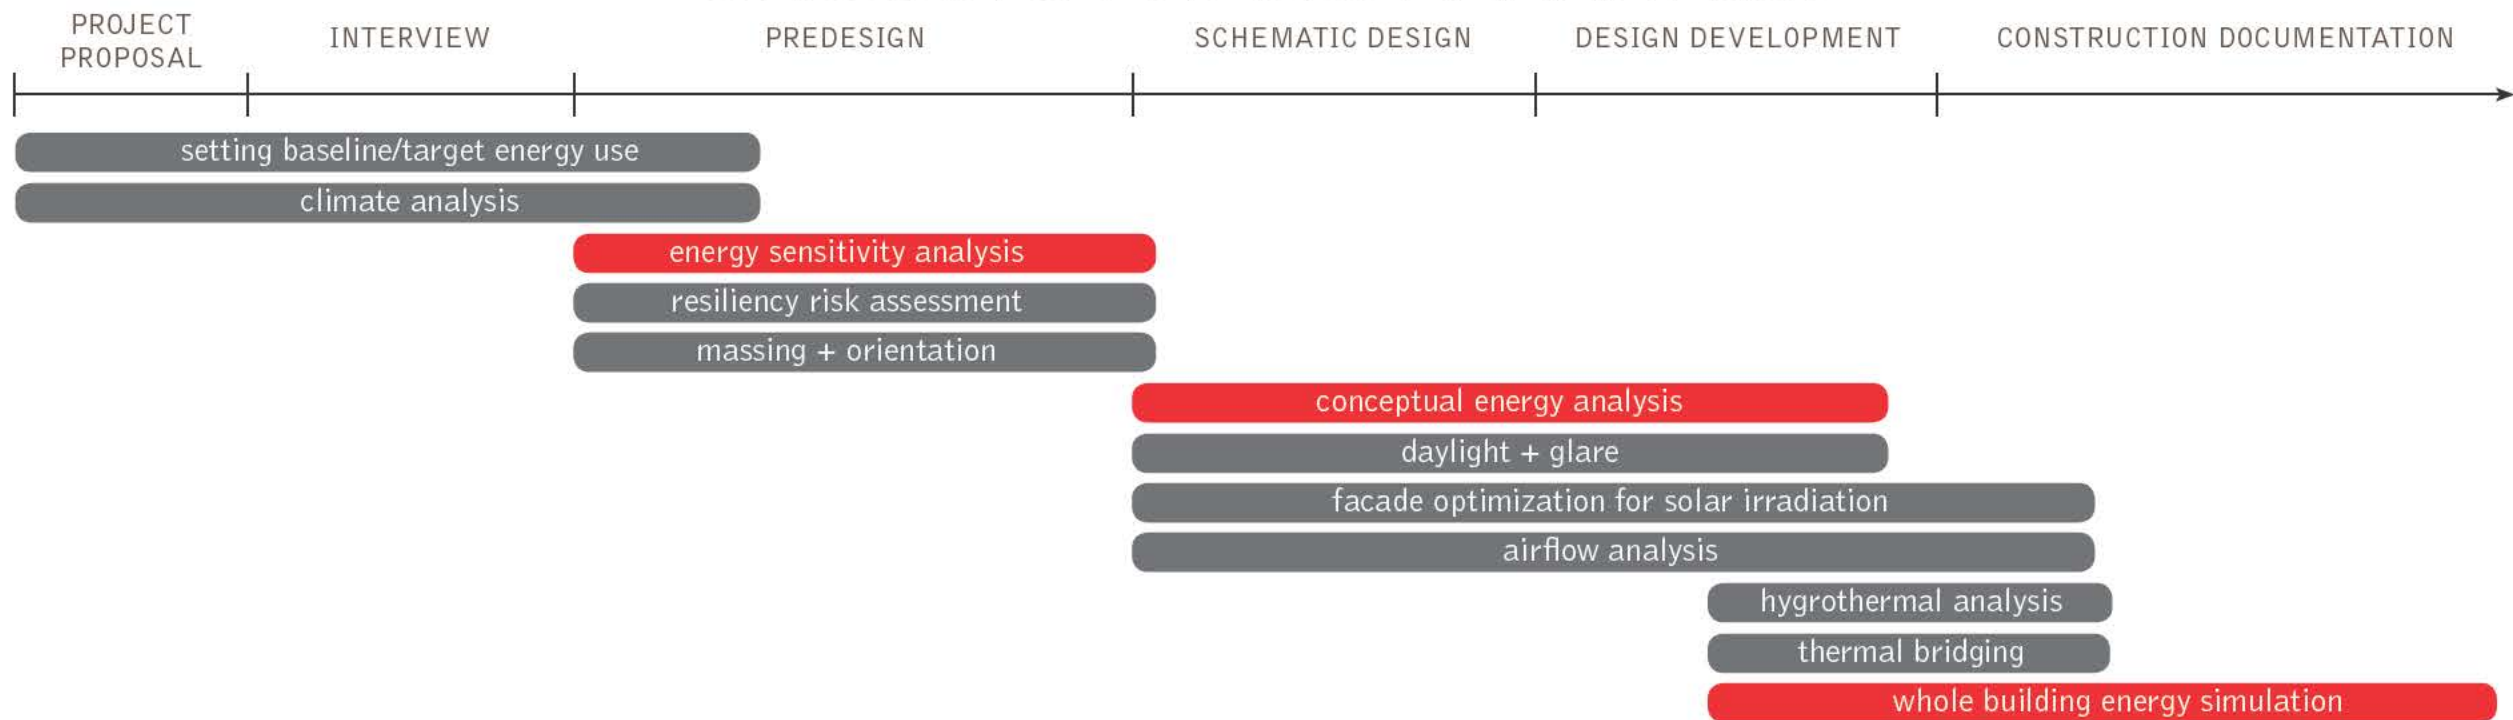 PROJECT
PROPOSAL
INTERVIEW
PREDESIGN
SCHEMATIC DESIGN
DESIGN DEVELOPMENT
CONSTRUCTION DOCUMENTATION
setting baseline/target energy use
climate analysis
energy sensitivity analysis
resiliency risk assessment
massing + orientation
conceptual energy analysis
daylight + glare
facade optimization for solar irradiation
airflow analysis
hygrothermal analysis
thermal bridging
whole building energy simulation